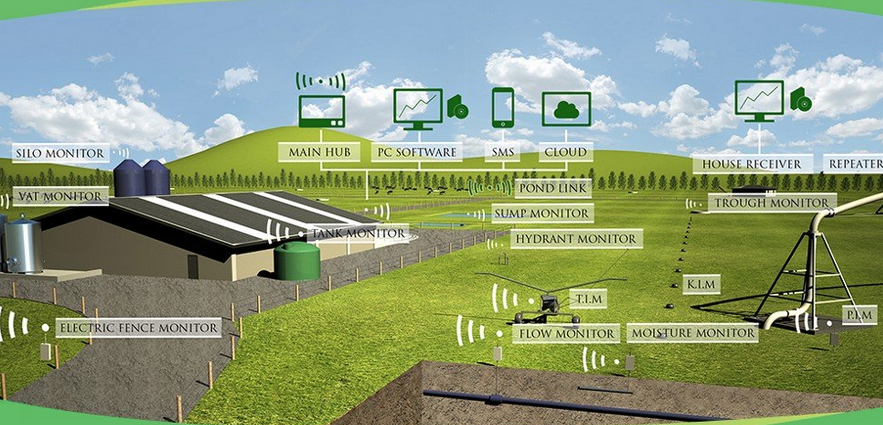 MAIN HUB
PC SOFTWARE
SMS
CLOUD
HOUSE RECEIVER
REPEATER
SILO MONITOR
VAT MONITOR
POND LINK
TROUGH MONITOR
SUMP MONITOR
TANK MONITOR
HYDRANT MONITOR
K.I.M
T.I.M
P.I.M
ELECTRIC FENCE MONITOR
FLOW MONITOR
MOISTURE MONITOR